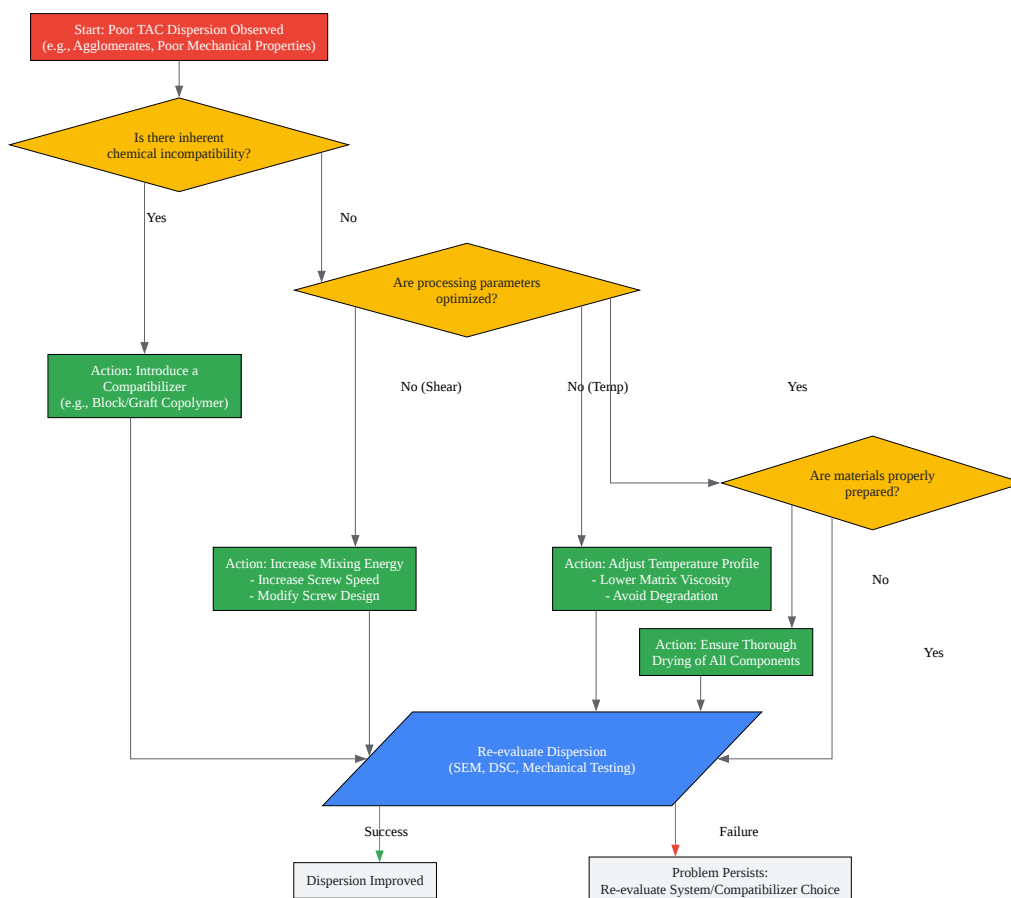 Start: Poor TAC Dispersion Observed
(e.g., Agglomerates, Poor Mechanical Properties)
Is there inherent
chemical incompatibility?
Yes
No
Are processing parameters
optimized?
Action: Introduce a
Compatibilizer
(e.g., Block/Graft Copolymer)
No (Shear)
No (Temp)
Yes
Are materials properly
prepared?
Action: Increase Mixing Energy
- Increase Screw Speed
- Modify Screw Design
Action: Adjust Temperature Profile
- Lower Matrix Viscosity
- Avoid Degradation
No
Action: Ensure Thorough
Drying of All Components
Yes
Re-evaluate Dispersion
(SEM, DSC, Mechanical Testing)
Success
Failure
Dispersion Improved
Problem Persists:
Re-evaluate System/Compatibilizer Choice